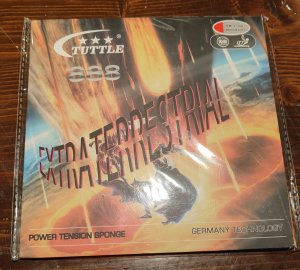 TUTTLE
888
EXTRATERRESTRIAL
POWER TENSION SPONGE
GERMANY TECHNOLOGY